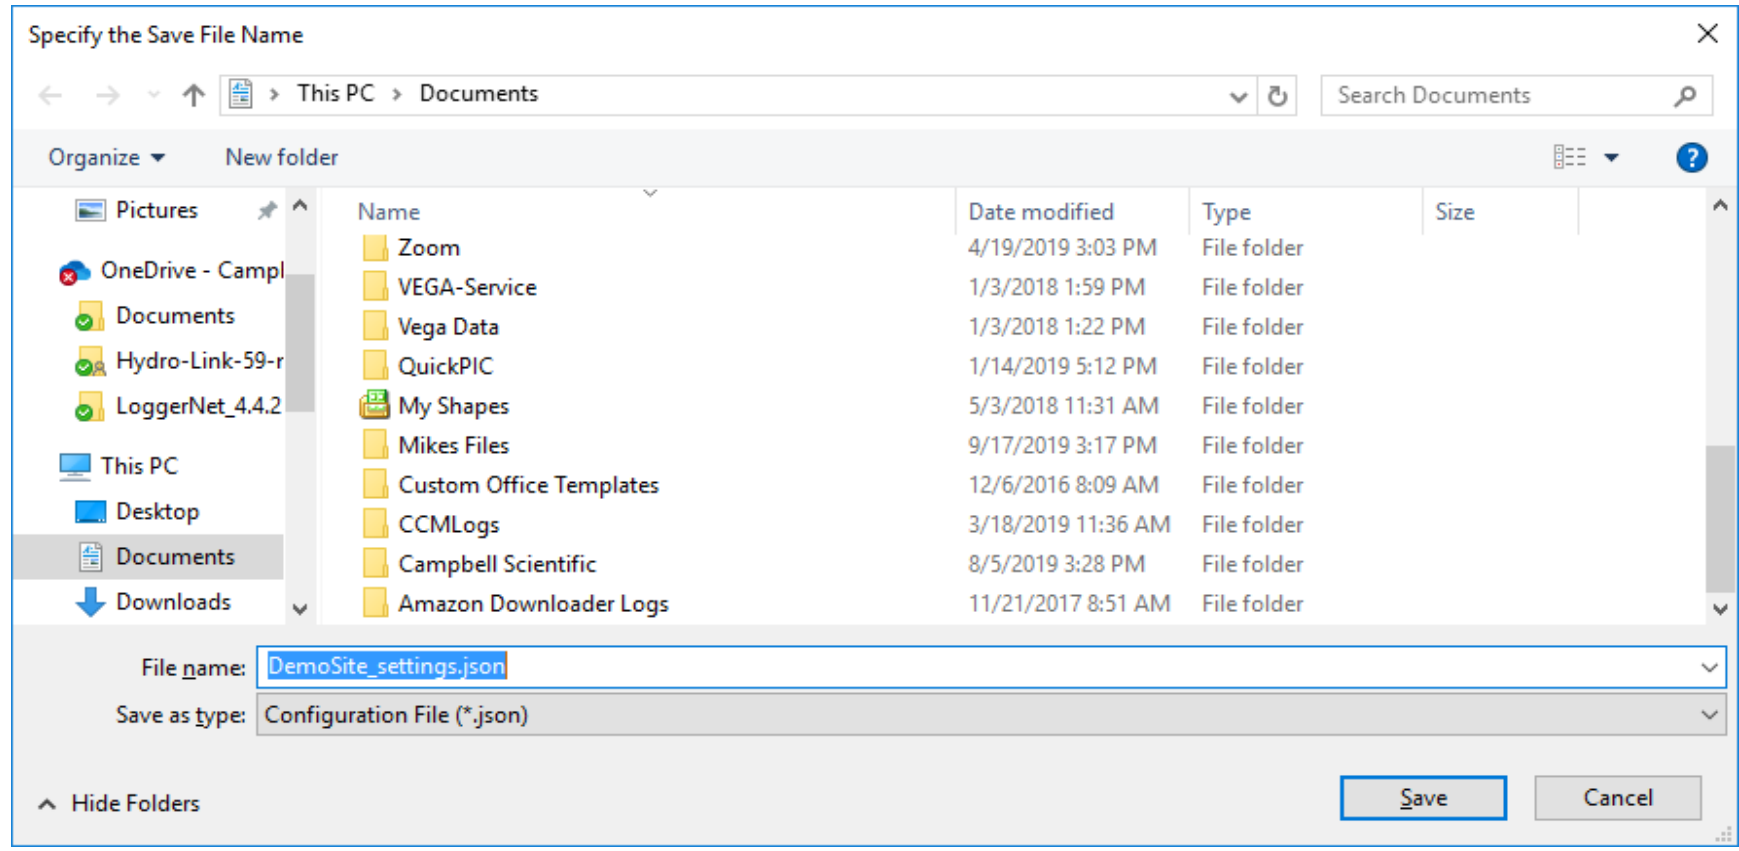 Specify the Save File Name
This PC > Documents
Search Documents
Organize
New folder
Pictures
OneDrive - Campl
Documents
Hydro-Link-59-r
LoggerNet_4.4.2
This PC
Desktop
Documents
Downloads
Name Date modified Type Size
Zoom 4/19/2019 3:03 PM File folder
VEGA-Service 1/3/2018 1:59 PM File folder
Vega Data 1/3/2018 1:22 PM File folder
QuickPIC 1/14/2019 5:12 PM File folder
My Shapes 5/3/2018 11:31 AM File folder
Mikes Files 9/17/2019 3:17 PM File folder
Custom Office Templates 12/6/2016 8:09 AM File folder
CCMLogs 3/18/2019 11:36 AM File folder
Campbell Scientific 8/5/2019 3:28 PM File folder
Amazon Downloader Logs 11/21/2017 8:51 AM File folder
File name: DemoSite_settings.json
Save as type: Configuration File (*.json)
Hide Folders
Save
Cancel